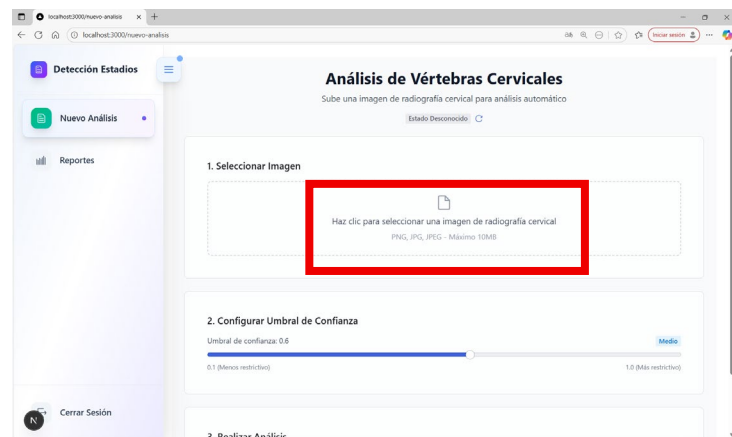 localhost:3000/nuevo-analisis
localhost:3000/nuevo-analisis
Iniciar sesión
Detección Estadios
Nuevo Análisis
Reportes
Cerrar Sesión
N
Análisis de Vértebras Cervicales
Sube una imagen de radiografía cervical para análisis automático
Estado Desconocido
1. Seleccionar Imagen
Haz clic para seleccionar una imagen de radiografía cervical
PNG, JPG, JPEG - Máximo 10MB
2. Configurar Umbral de Confianza
Umbral de confianza: 0.6
Medio
0.1 (Menos restrictivo)
1.0 (Más restrictivo)
3. Realizar Análisis